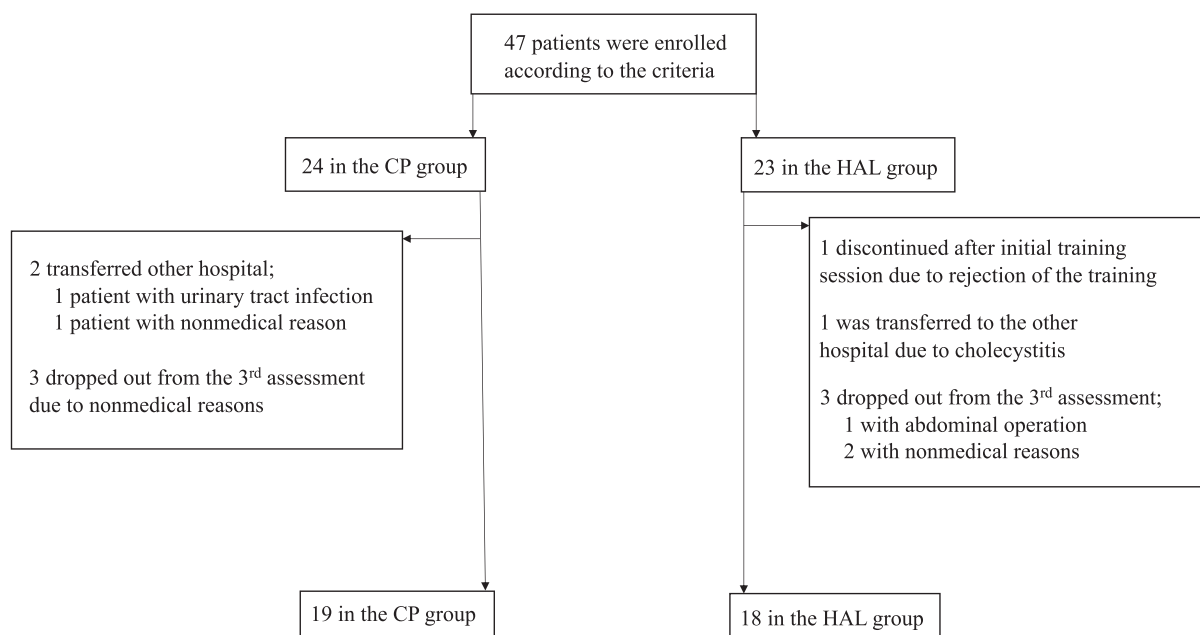 47 patients were enrolled
according to the criteria
24 in the CP group
23 in the HAL group
2 transferred other hospital;
1 patient with urinary tract infection
1 patient with nonmedical reason
3 dropped out from the 3rd assessment
due to nonmedical reasons
1 discontinued after initial training
session due to rejection of the training
1 was transferred to the other
hospital due to cholecystitis
3 dropped out from the 3rd assessment;
1 with abdominal operation
2 with nonmedical reasons
19 in the CP group
18 in the HAL group